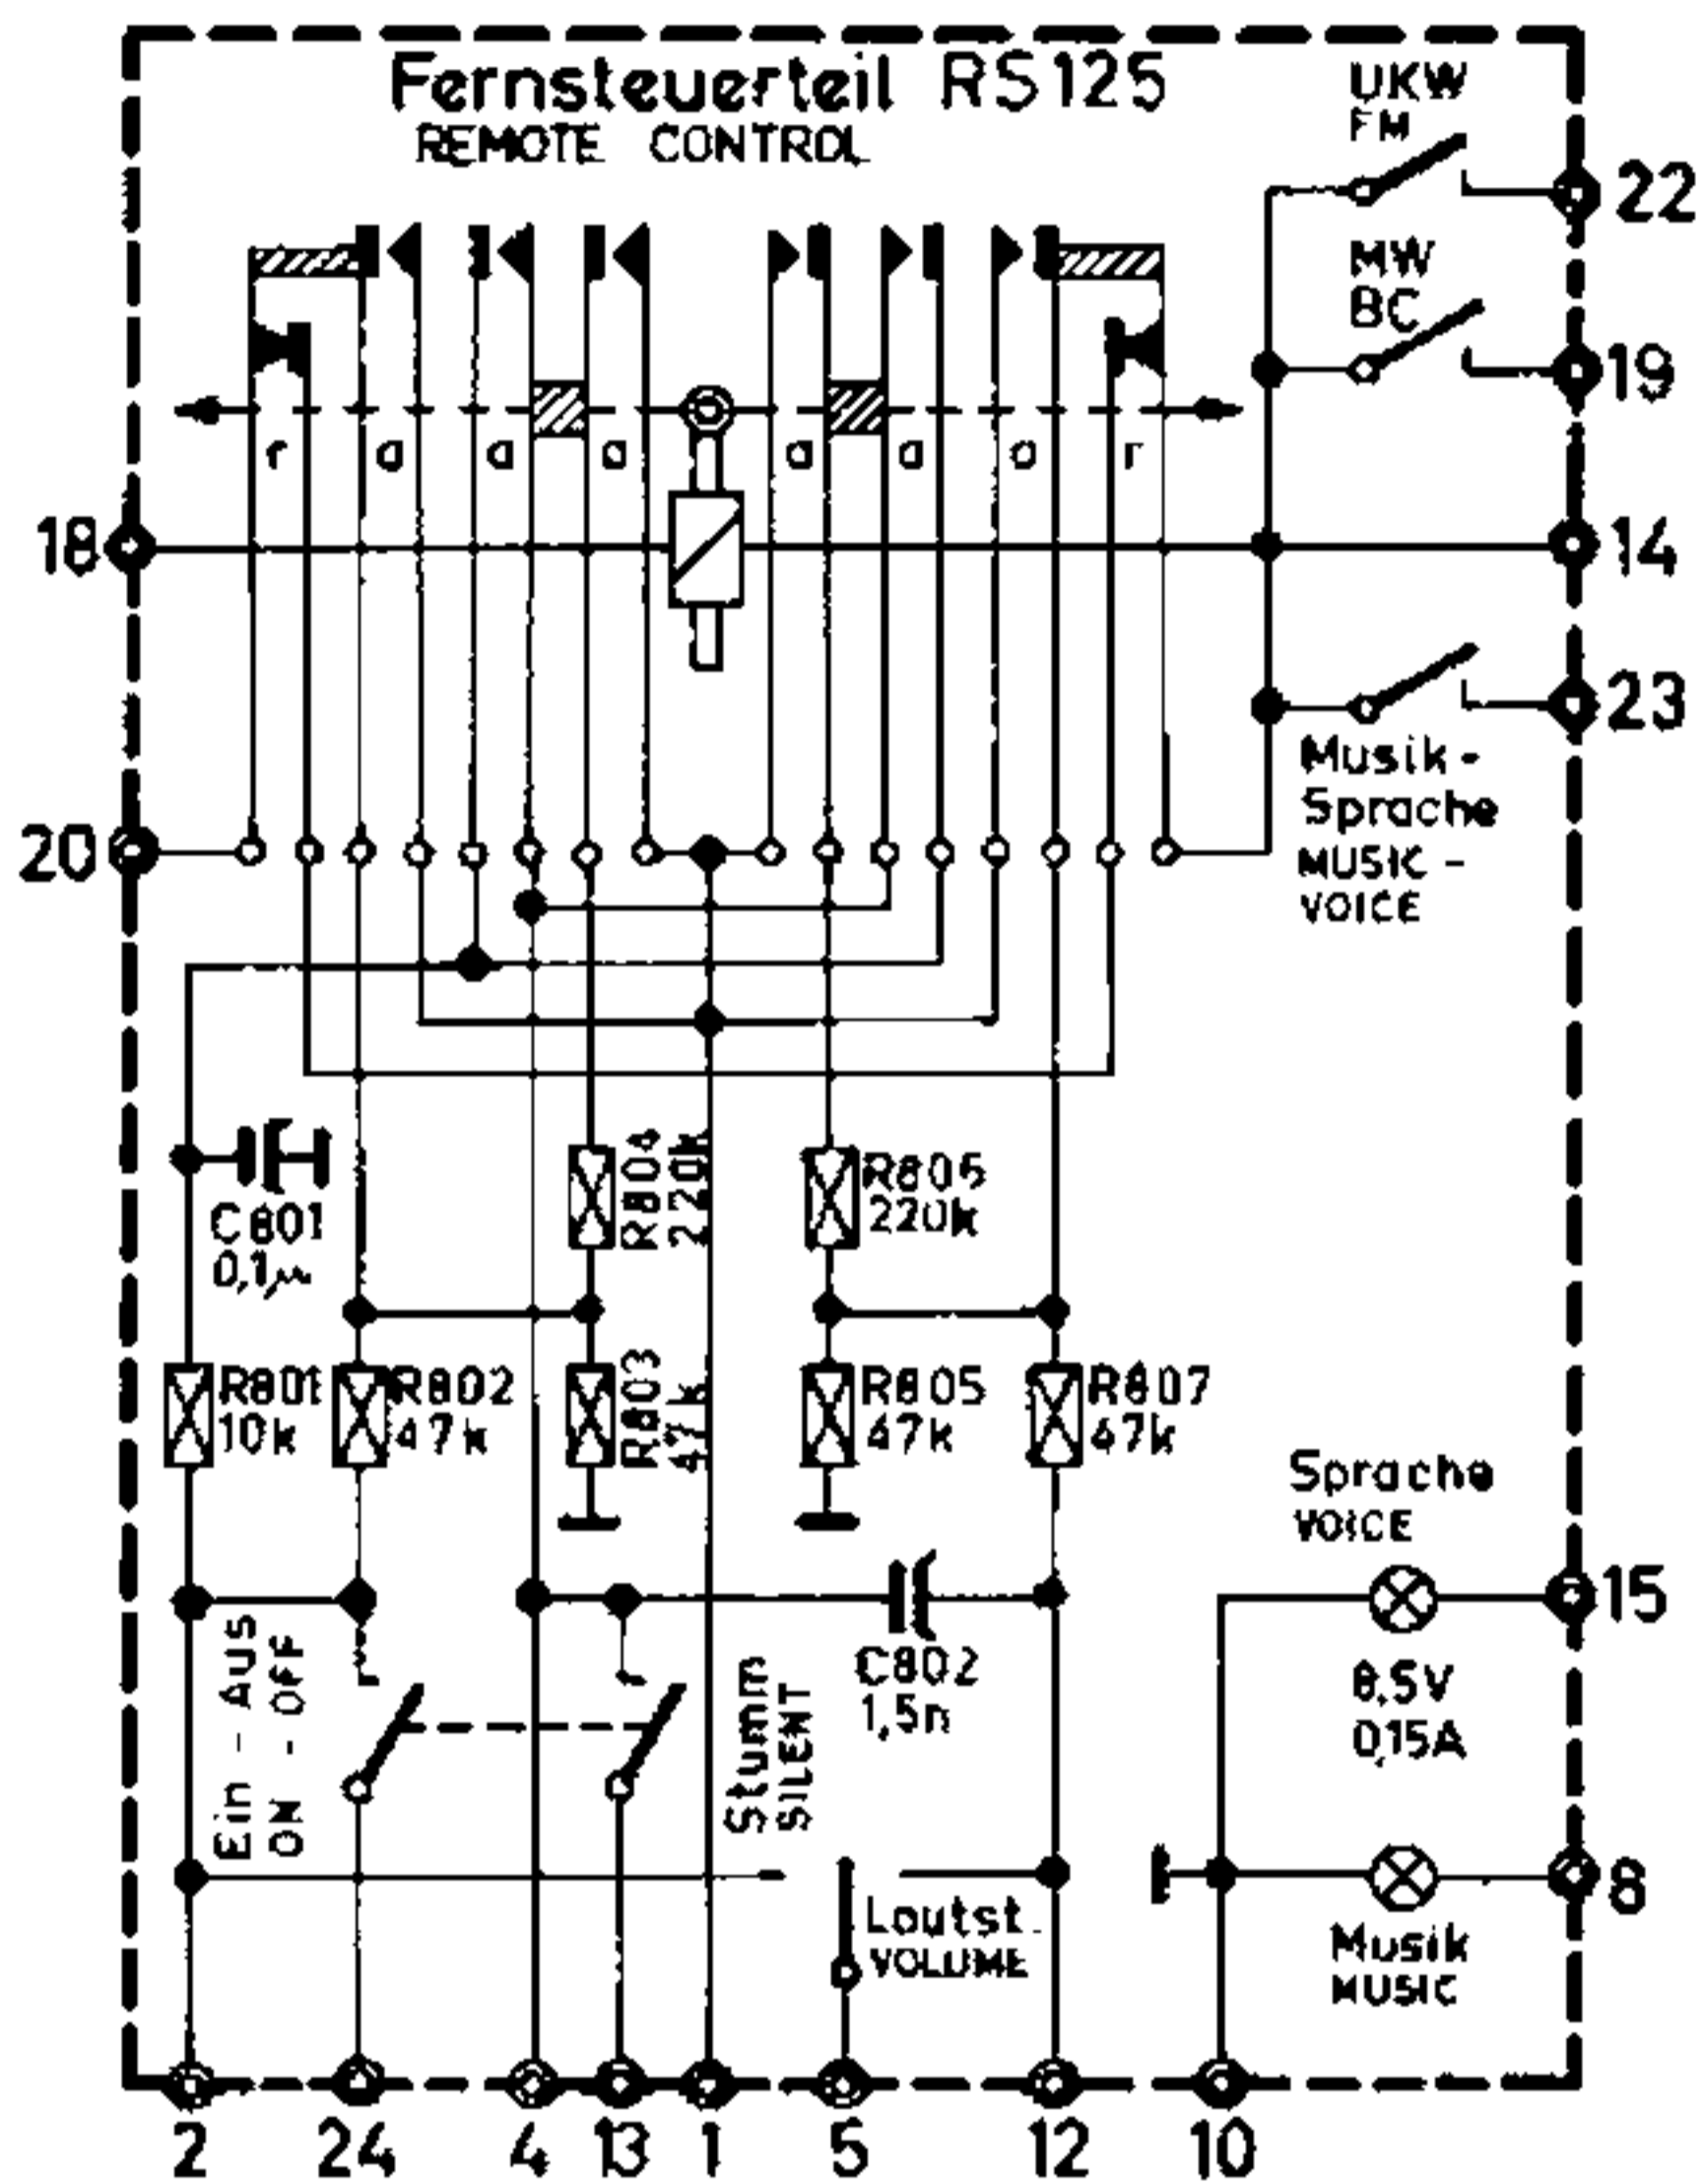 Fernsteuerteil RS125
REMOTE CONTROL
UKW
FM
22
MW
BC
19
r a a a a a a r
18
14
23
Musik -
Sprache
MUSIC -
VOICE
20
C801
0,1µ
R804
220k
R806
220k
R801
10k
R802
47k
R803
47k
R805
47k
R807
47k
Sprache
VOICE
15
Ein - Aus
ON - OFF
Stumm
SILENT
C802
1,5n
8,5V
0,15A
Lautst.
VOLUME
8
Musik
MUSIC
2 24 4 13 1 5 12 10